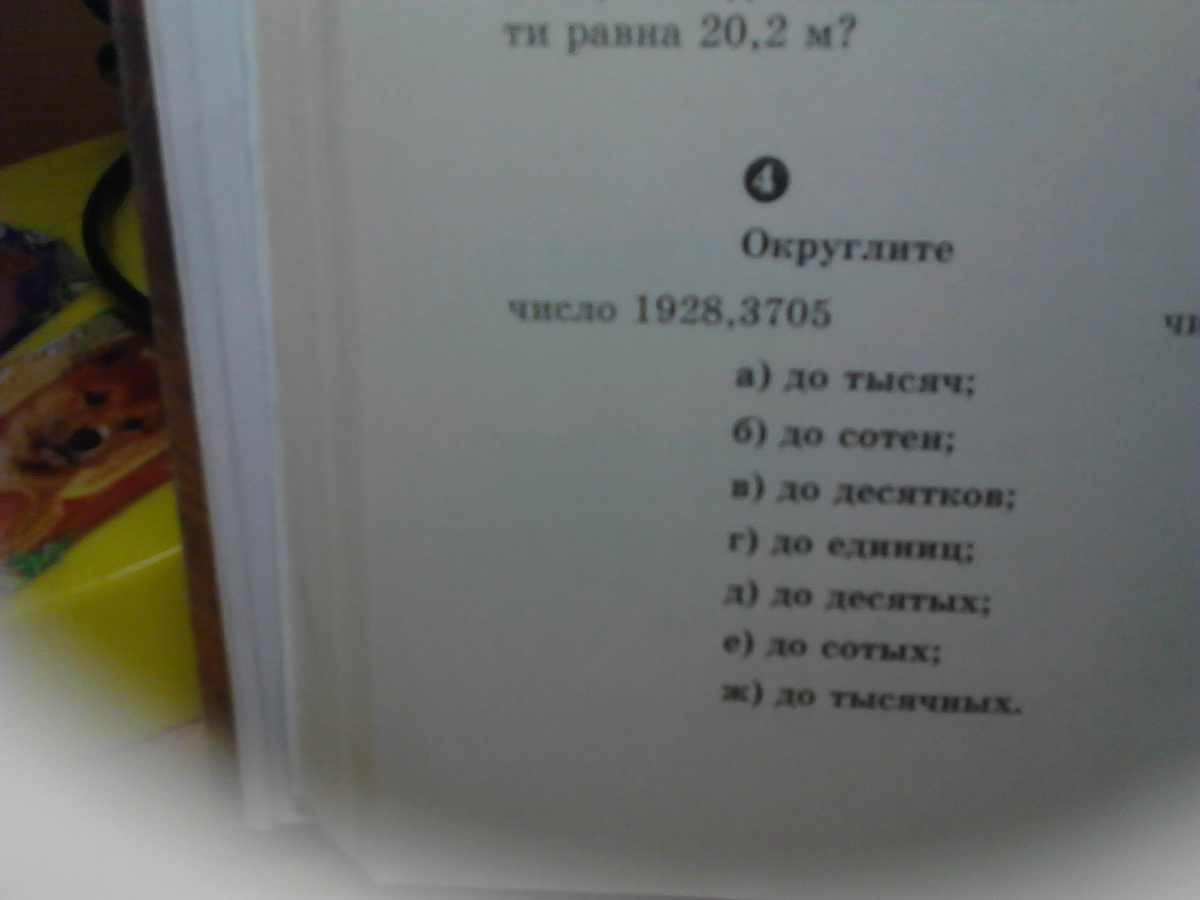 ти равна 20,2 м?
4
Округлите
число 1928,3705
а) до тысяч;
б) до сотен;
в) до десятков;
г) до единиц;
д) до десятых;
е) до сотых;
ж) до тысячных.